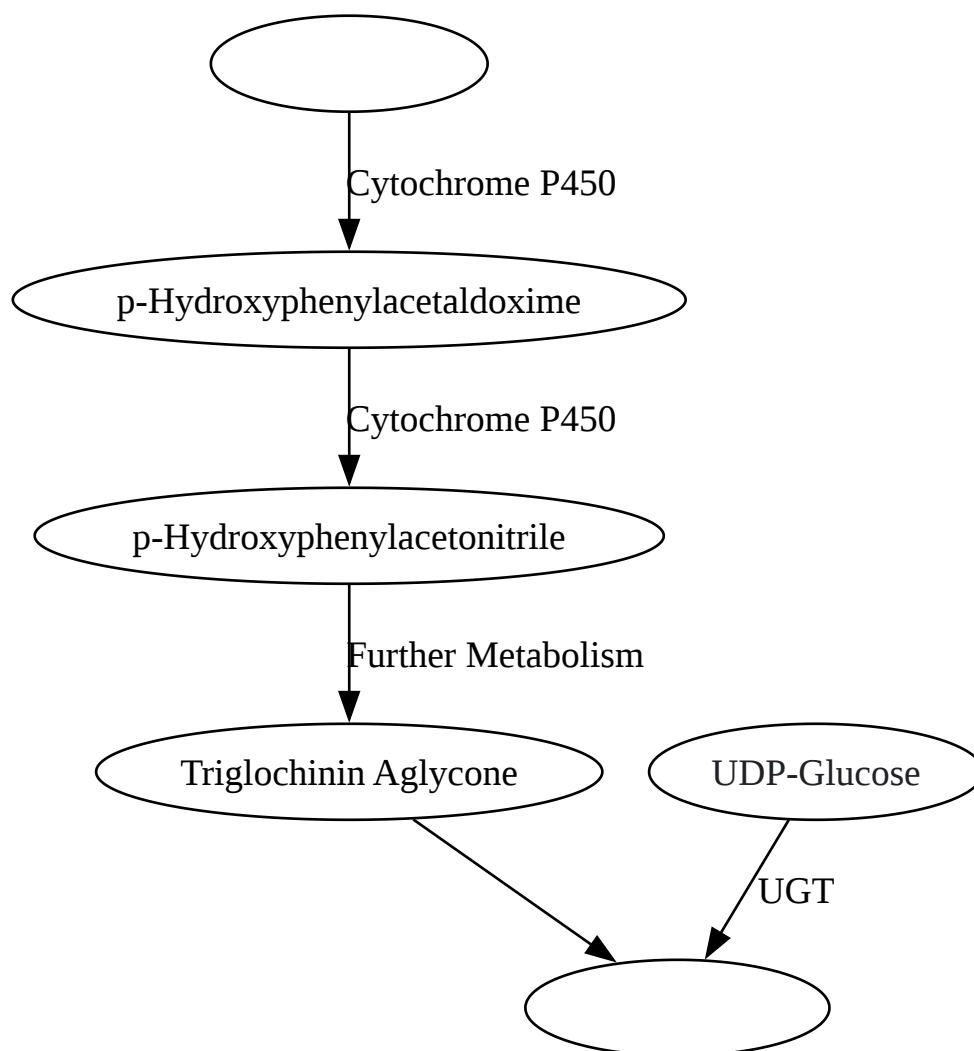 Cytochrome P450
p-Hydroxyphenylacetaldoxime
Cytochrome P450
p-Hydroxyphenylacetonitrile
Further Metabolism
Triglochinin Aglycone
UDP-Glucose
UGT